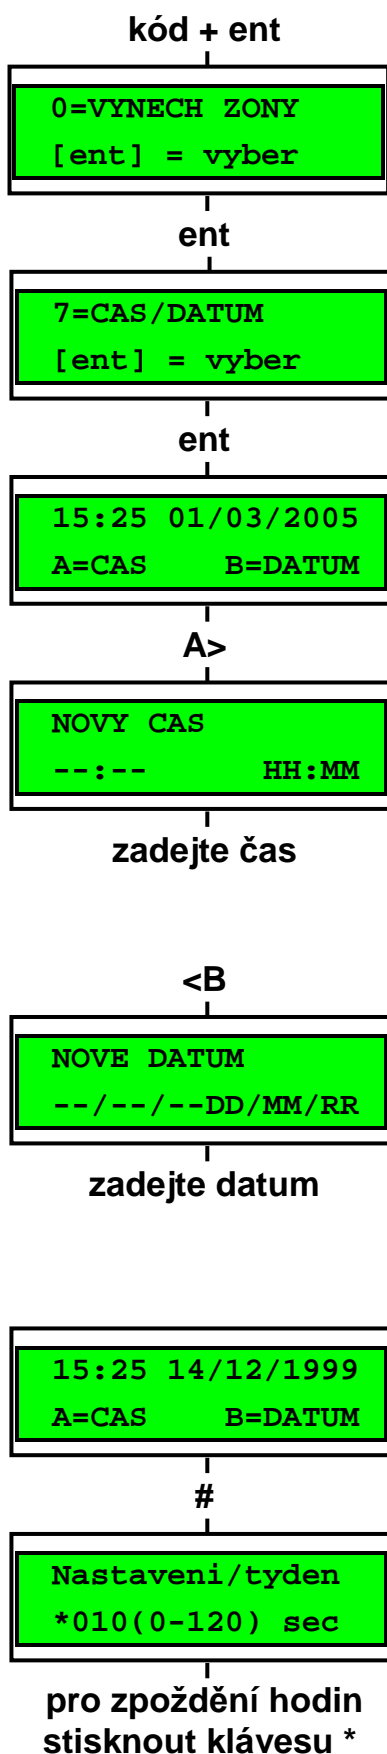 kód + ent
0=VYNECH ZONY
[ent] = vyber
ent
7=CAS/DATUM
[ent] = vyber
ent
15:25 01/03/2005
A=CAS B=DATUM
A>
NOVY CAS
--:-- HH:MM
zadejte čas
<B
NOVE DATUM
--/--/--DD/MM/RR
zadejte datum
15:25 14/12/1999
A=CAS B=DATUM
#
Nastaveni/tyden
*010(0-120) sec
pro zpoždění hodin
stisknout klávesu *